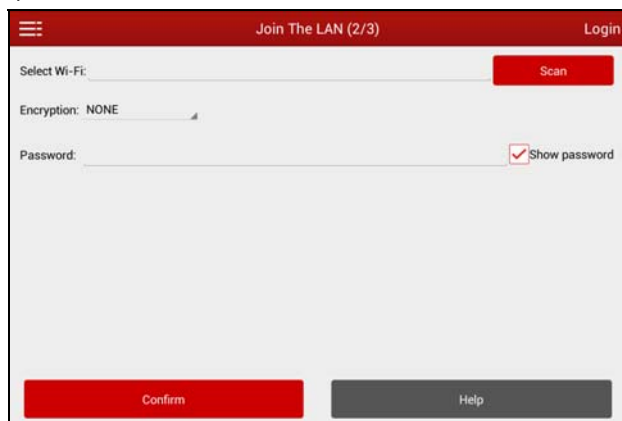 Join The LAN (2/3) Login
Select Wi-Fi: Scan
Encryption: NONE
Password: Show password
Confirm Help